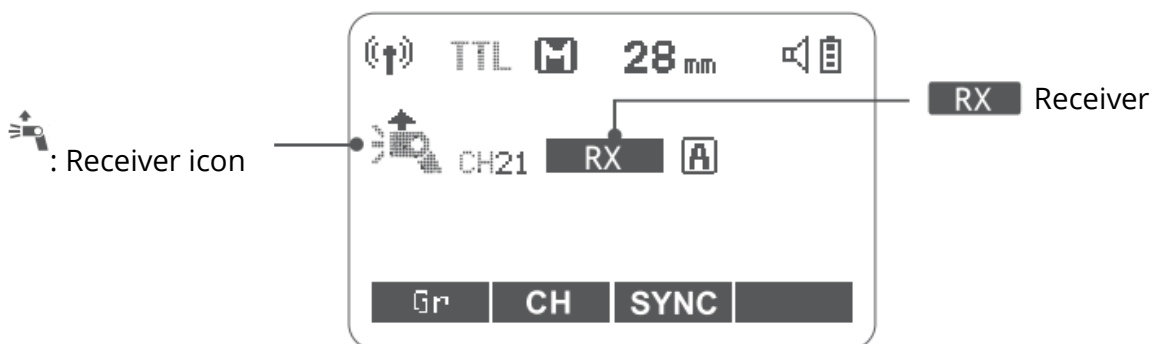 TTL M 28 mm
RX Receiver
: Receiver icon
CH21 RX A
Gr CH SYNC